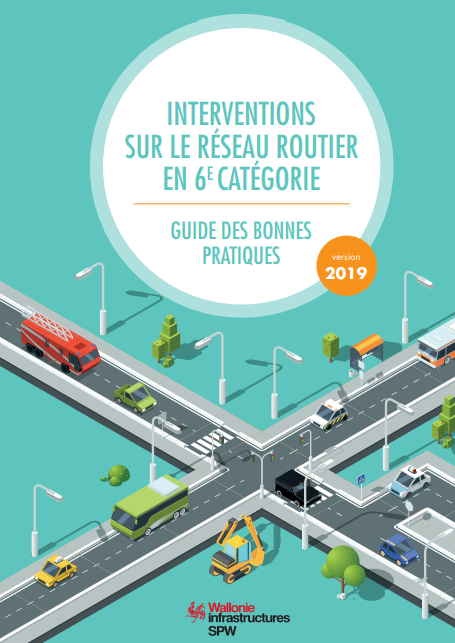 INTERVENTIONS
SUR LE RÉSEAU ROUTIER
EN 6E CATÉGORIE
GUIDE DES BONNES
PRATIQUES
version
2019
Wallonie
infrastructures
SPW